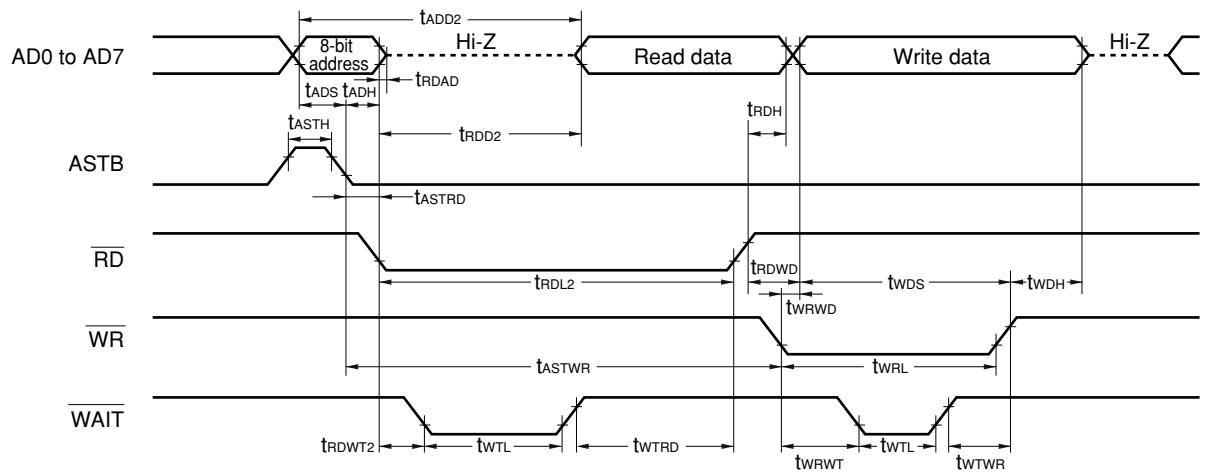 tADD2
AD0 to AD7
8-bit
address
Hi-Z
Read data
Write data
Hi-Z
tRDAD
tADS
tADH
tRDH
tASTH
tRDD2
ASTB
tASTRD
RD
tRDWD
tRDL2
tWDS
tWDH
tWRWD
WR
tASTWR
tWRL
WAIT
tRDWT2
tWTL
tWTRD
tWRWT
tWTL
tWTWR